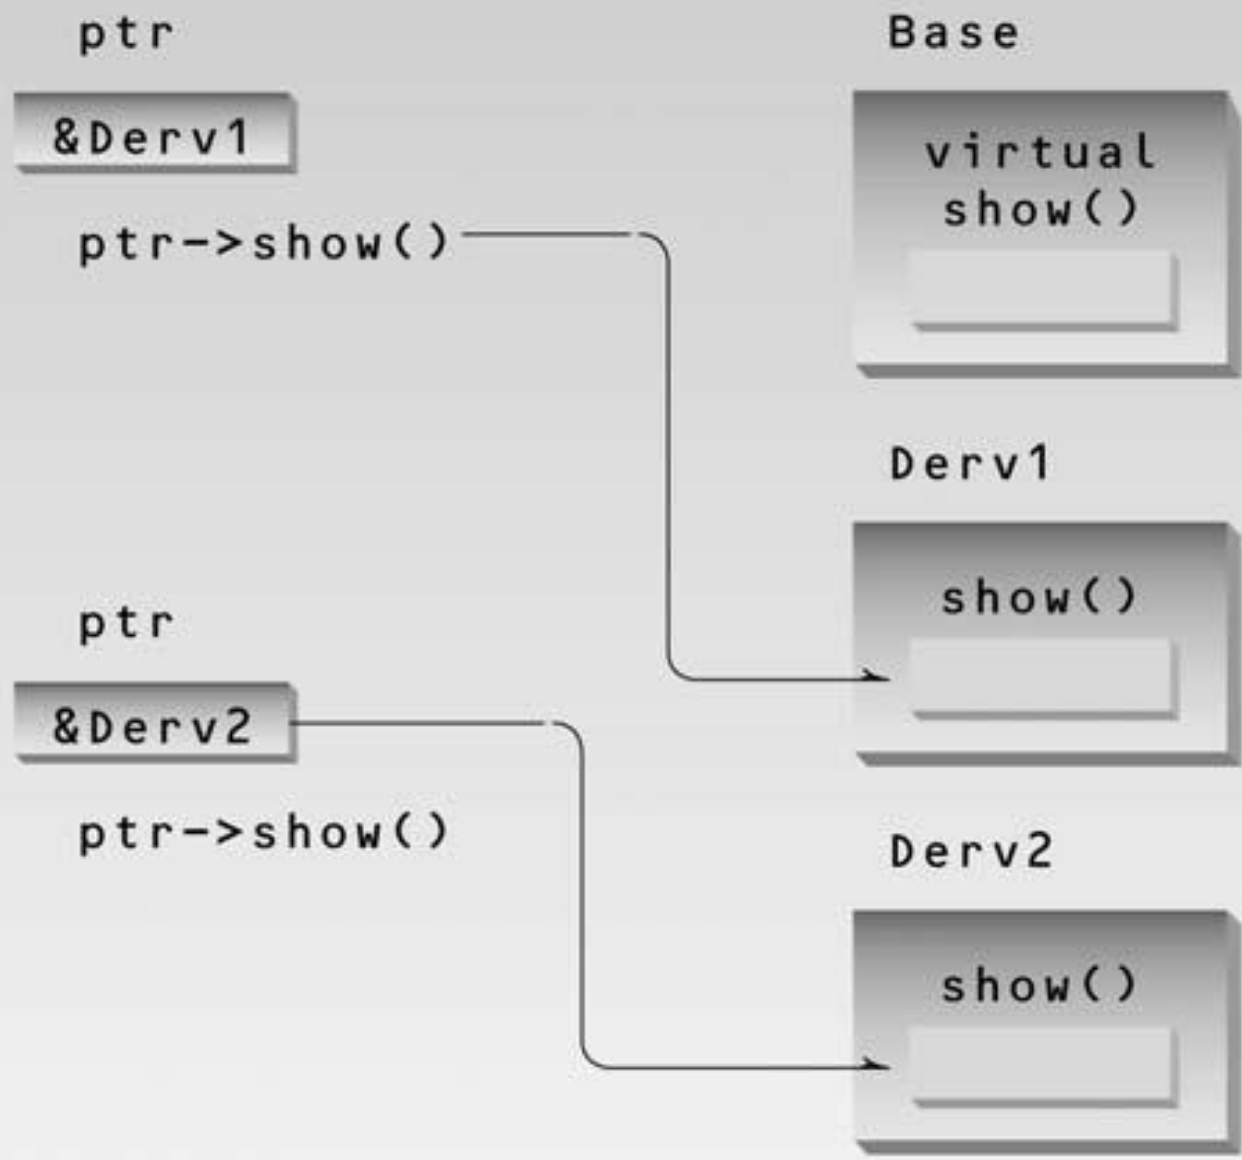 ptr
&Derv1
ptr->show()
ptr
&Derv2
ptr->show()
Base
virtual
show()
Derv1
show()
Derv2
show()